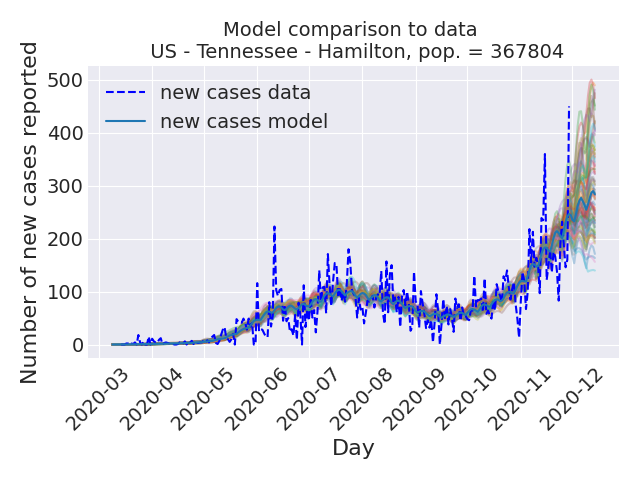 Model comparison to data
US - Tennessee - Hamilton, pop. = 367804
Number of new cases reported
500
400
300
200
100
0
new cases data
new cases model
2020-03
2020-04
2020-05
2020-06
2020-07
2020-08
2020-09
2020-10
2020-11
2020-12
Day